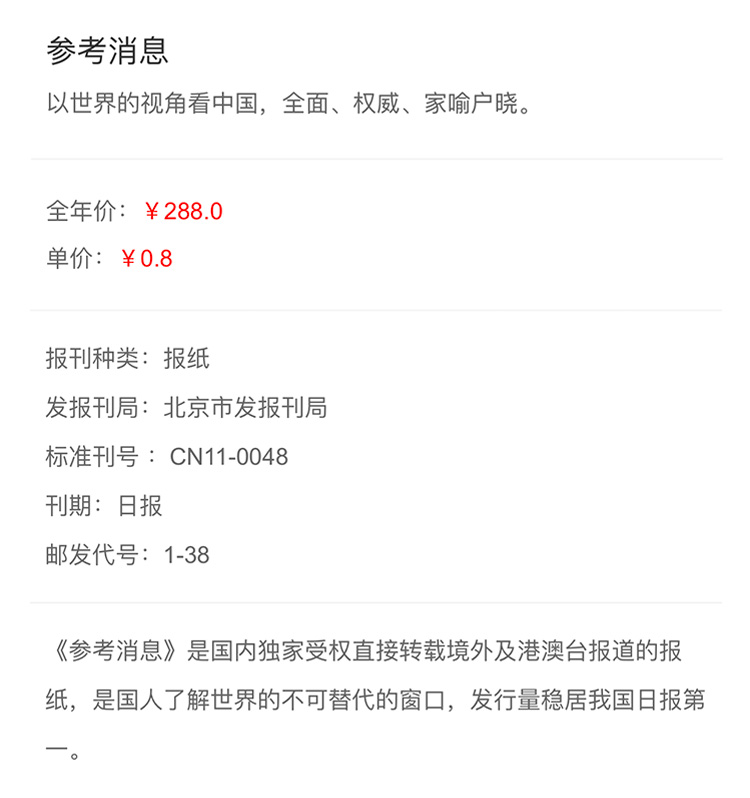 参考消息
以世界的视角看中国，全面、权威、家喻户晓。
全年价：￥288.0
单价：￥0.8
报刊种类：报纸
发报刊局：北京市发报刊局
标准刊号 ：CN11-0048
刊期：日报
邮发代号：1-38
《参考消息》是国内独家受权直接转载境外及港澳台报道的报
纸，是国人了解世界的不可替代的窗口，发行量稳居我国日报第
一。